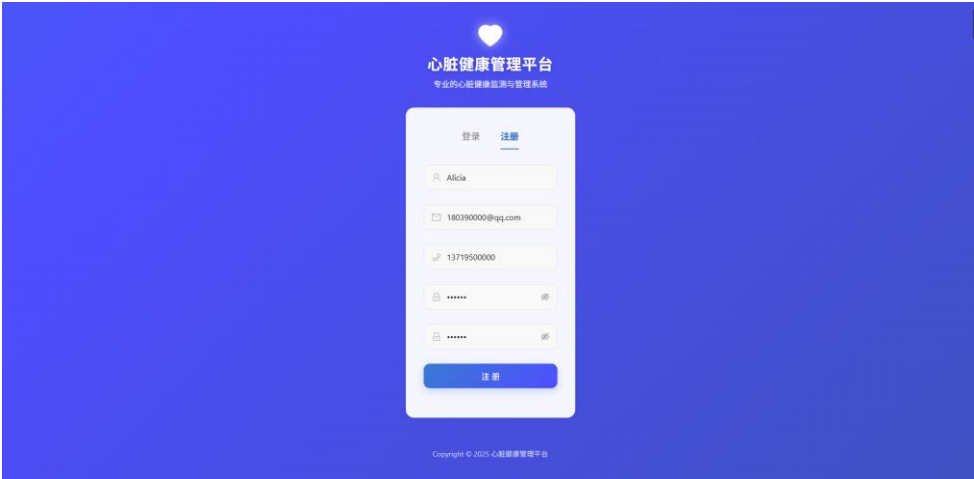 心脏健康管理平台
专业的心脏健康监测与管理系统
登录 注册
Alicia
180390000@qq.com
13719500000
••••••
••••••
注 册
Copyright © 2025 心脏健康管理平台